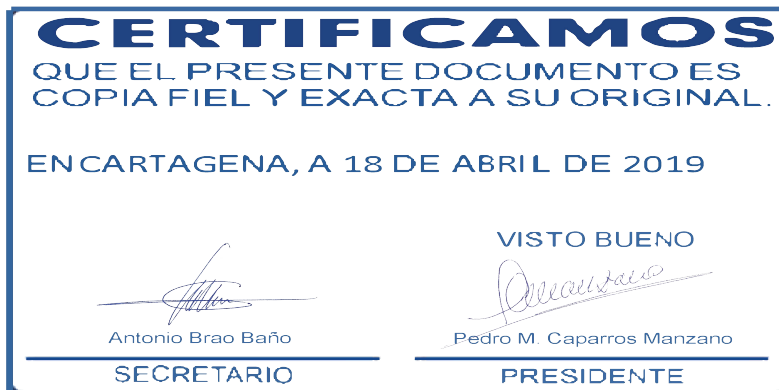 CERTIFICAMOS
QUE EL PRESENTE DOCUMENTO ES
COPIA FIEL Y EXACTA A SU ORIGINAL.
EN CARTAGENA, A 18 DE ABRIL DE 2019
VISTO BUENO
Antonio Brao Baño
Pedro M. Caparros Manzano
SECRETARIO
PRESIDENTE